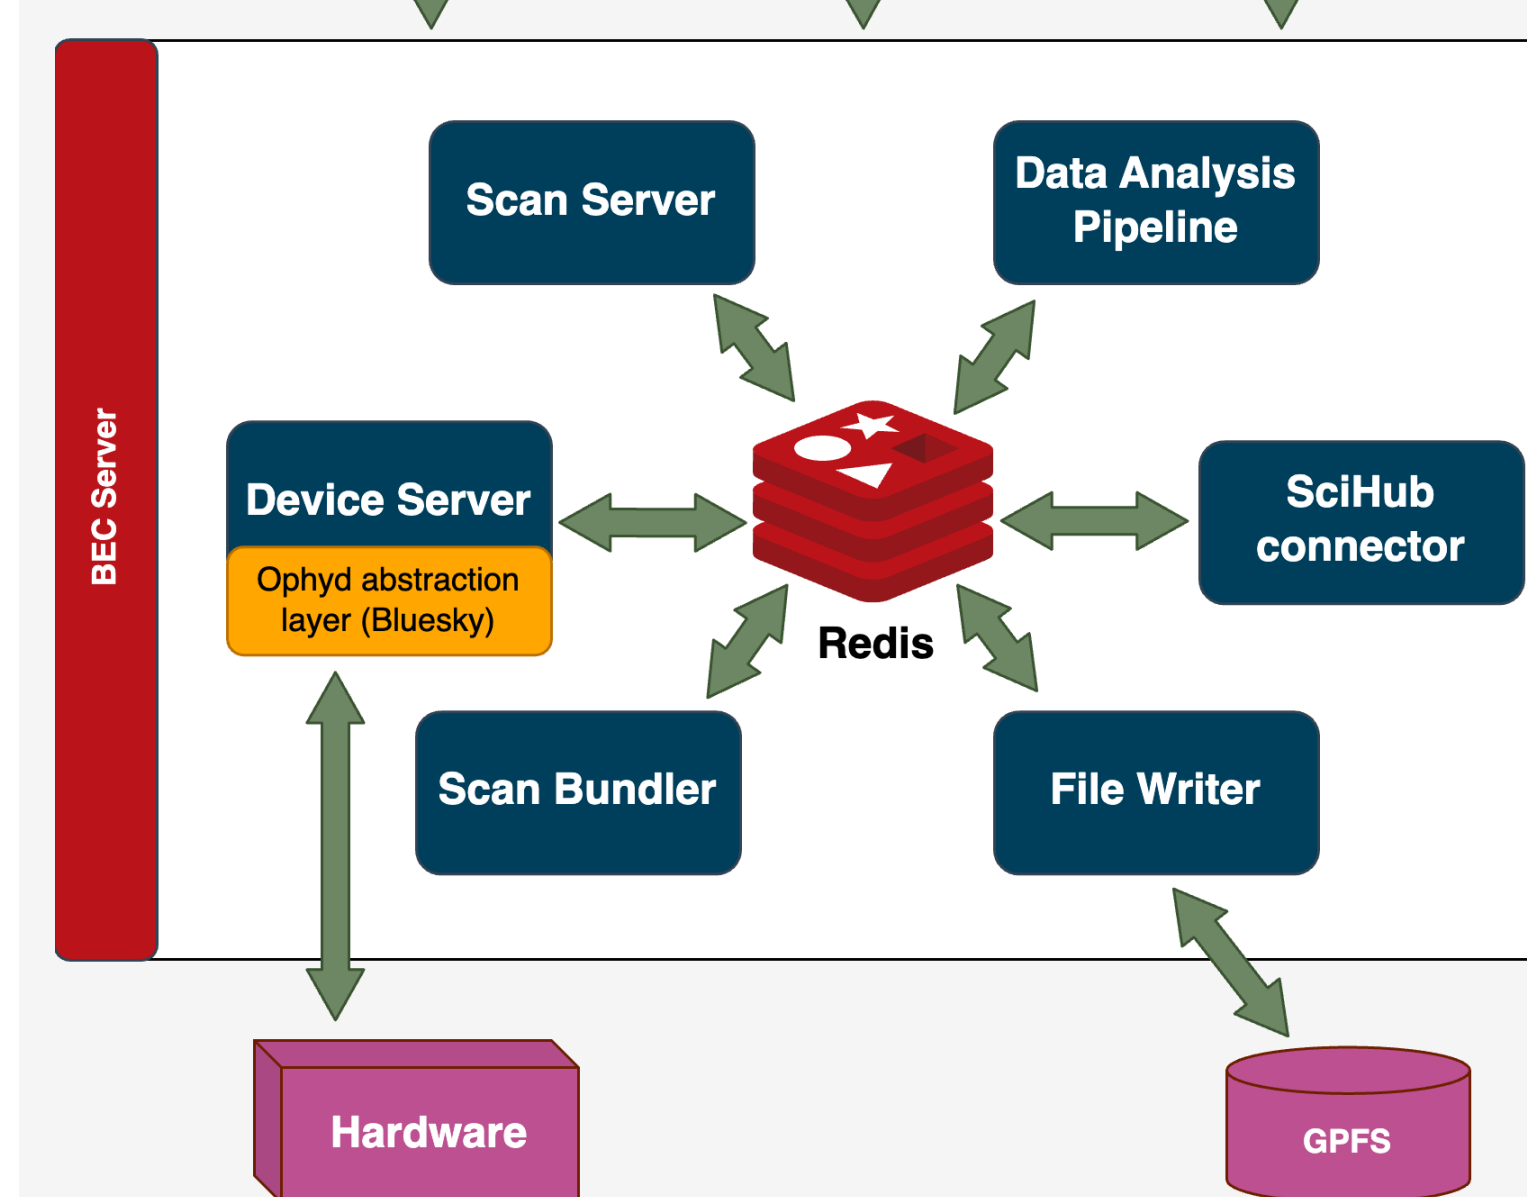 BEC Server
Scan Server
Data Analysis
Pipeline
Device Server
Ophyd abstraction
layer (Bluesky)
Redis
SciHub
connector
Scan Bundler
File Writer
Hardware
GPFS